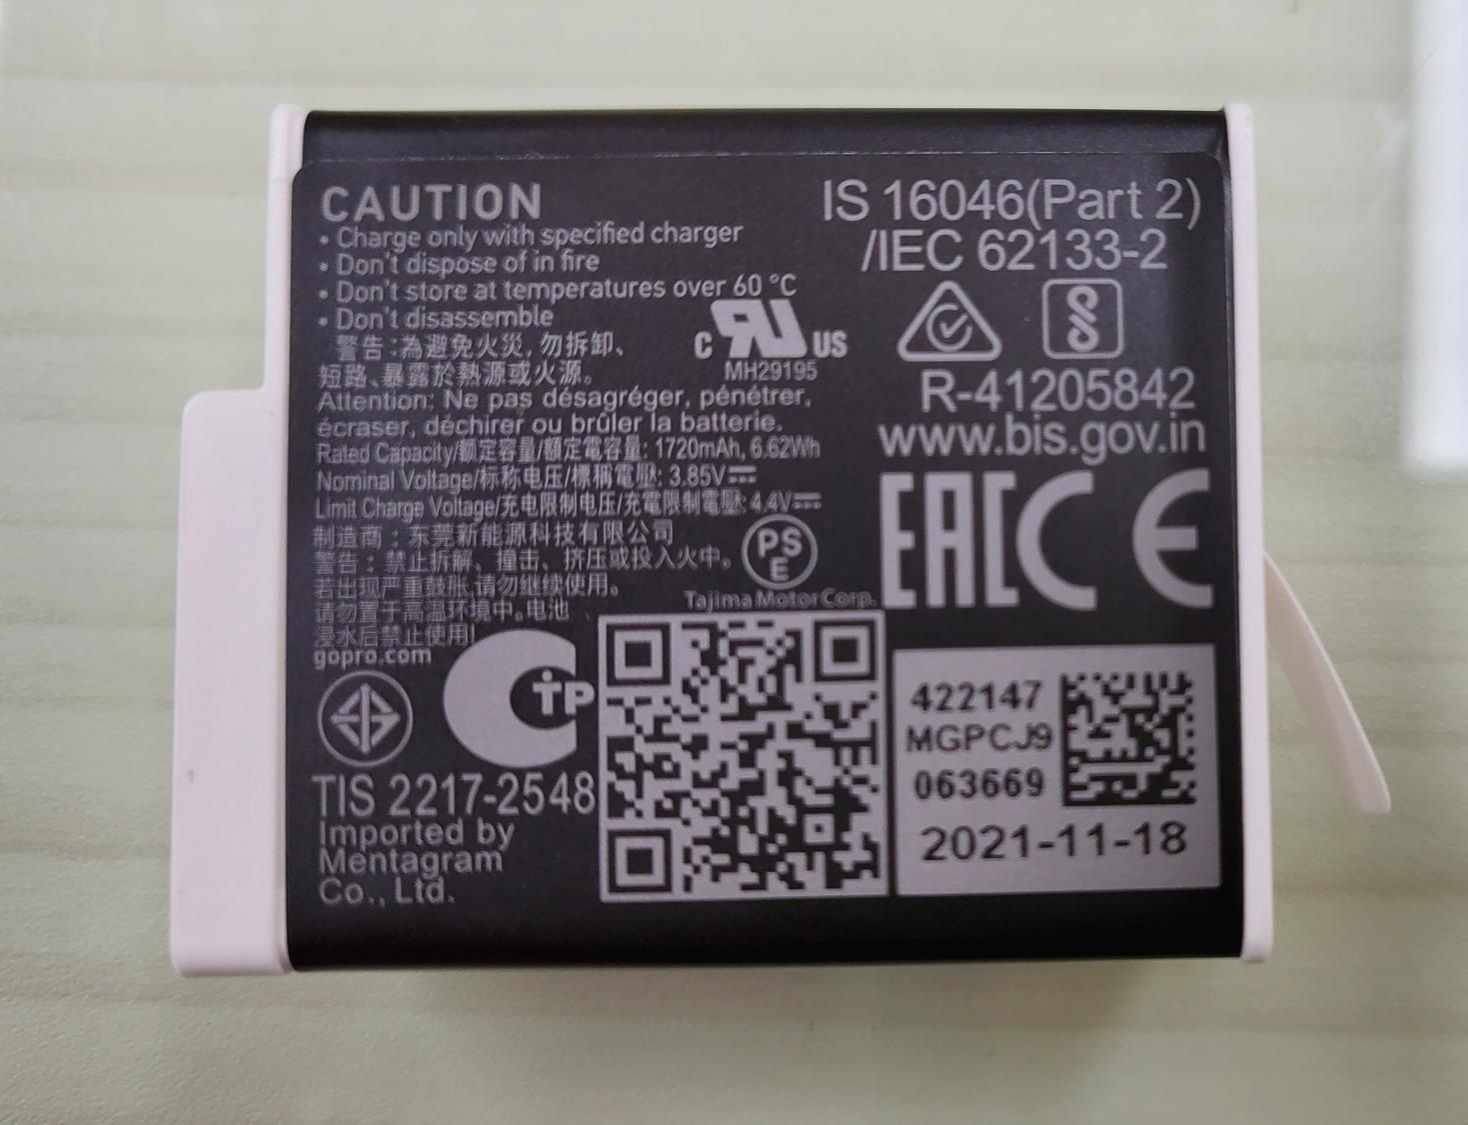 CAUTION
• Charge only with specified charger
• Don't dispose of in fire
• Don't store at temperatures over 60 °C
• Don't disassemble
警告:為避免火災, 勿拆卸、
短路、暴露於熱源或火源。
Attention: Ne pas désagréger, pénétrer,
écraser, déchirer ou brûler la batterie.
Rated Capacity/额定容量/額定電容量: 1720mAh, 6.62Wh
Nominal Voltage/标称电压/標稱電壓: 3.85V
Limit Charge Voltage/充电限制电压/充電限制電壓: 4.4V
制造商：东莞新能源科技有限公司
警告：禁止拆解、撞击、挤压或投入火中。
若出现严重鼓胀,请勿继续使用。
请勿置于高温环境中。电池
浸水后禁止使用!
gopro.com
C RU US
MH29195
PS
E
Tajima Motor Corp.
TIS 2217-2548
Imported by
Mentagram
Co., Ltd.
IS 16046(Part 2)
/IEC 62133-2
R-41205842
www.bis.gov.in
EAC CE
CTP
422147
MGPCJ9
063669
2021-11-18